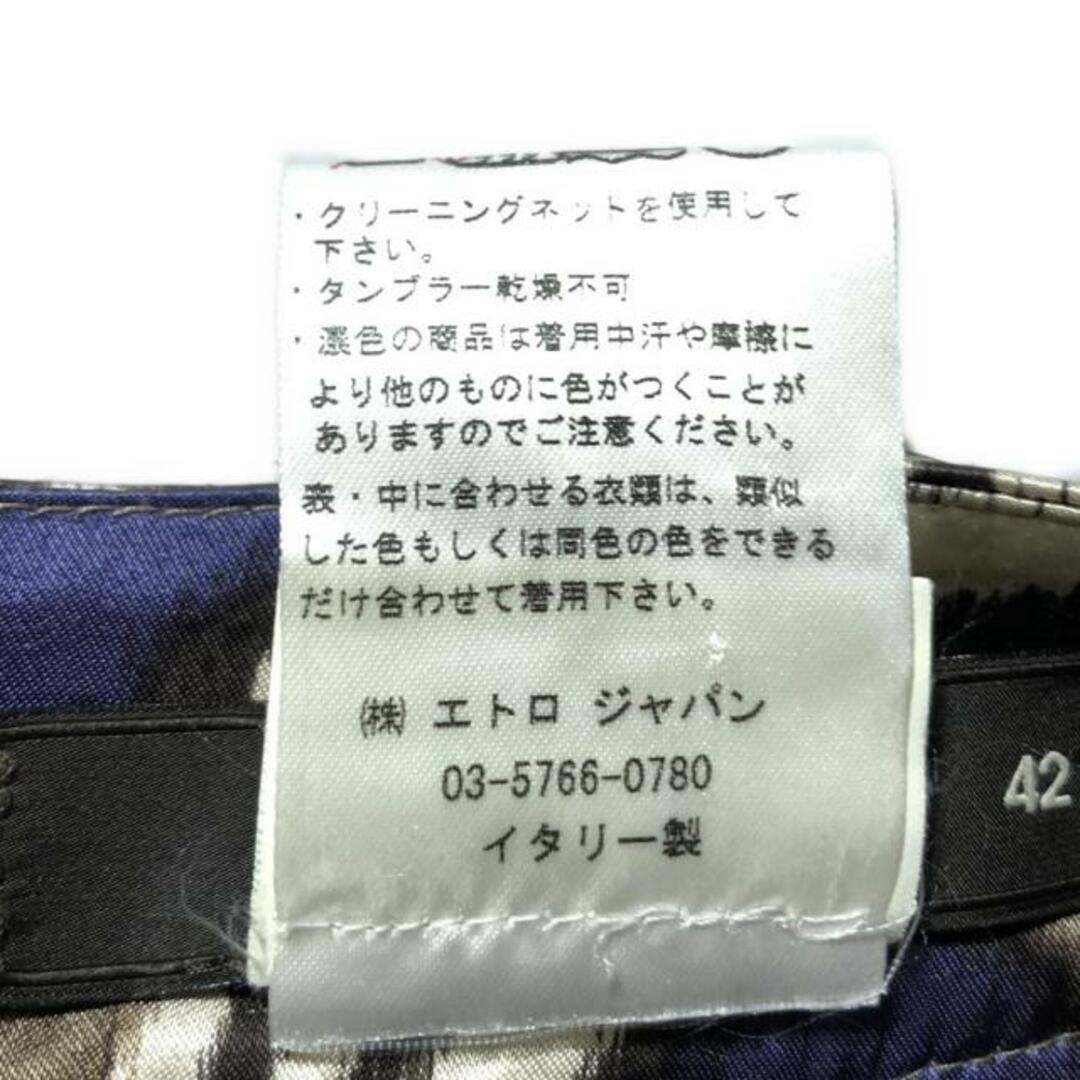 ・クリーニングネットを使用して
下さい。
・タンブラー乾燥不可
・濃色の商品は着用中汗や摩擦に
より他のものに色がつくことが
ありますのでご注意ください。
表・中に合わせる衣類は、類似
した色もしくは同色の色をできる
だけ合わせて着用下さい。
㈱ エトロ ジャパン
03-5766-0780
イタリー製
42